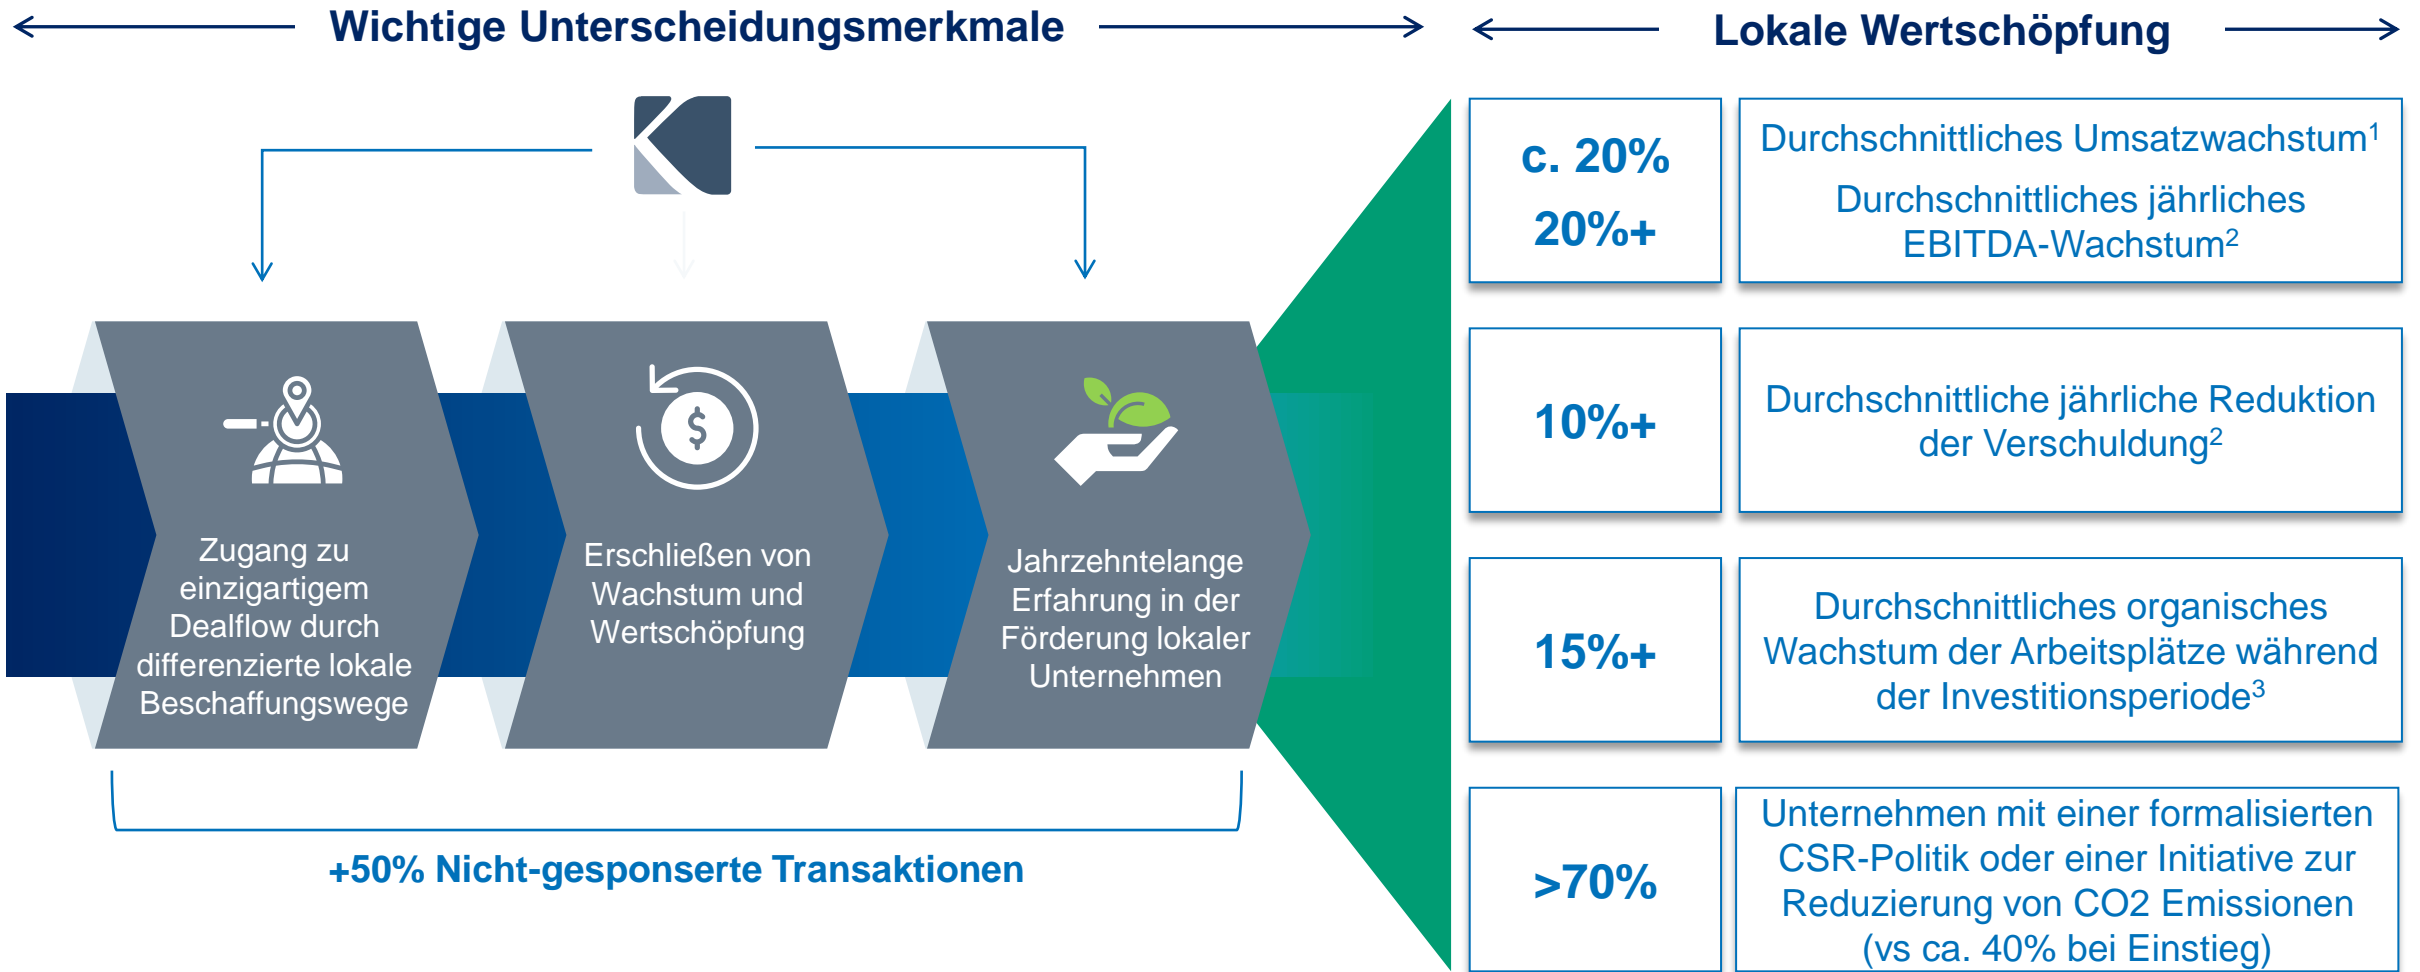 Wichtige Unterscheidungsmerkmale
Zugang zu
einzigartigem
Dealflow durch
differenzierte lokale
Beschaffungswege
$
Erschließen von
Wachstum und
Wertschöpfung
Jahrzehntelange
Erfahrung in der
Förderung lokaler
Unternehmen
+50% Nicht-gesponserte Transaktionen
Lokale Wertschöpfung
c. 20%
20%+
Durchschnittliches Umsatzwachstum¹
Durchschnittliches jährliches
EBITDA-Wachstum²
10%+
Durchschnittliche jährliche Reduktion
der Verschuldung²
15%+
Durchschnittliches organisches
Wachstum der Arbeitsplätze während
der Investitionsperiode³
>70%
Unternehmen mit einer formalisierten
CSR-Politik oder einer Initiative zur
Reduzierung von CO2 Emissionen
(vs ca. 40% bei Einstieg)